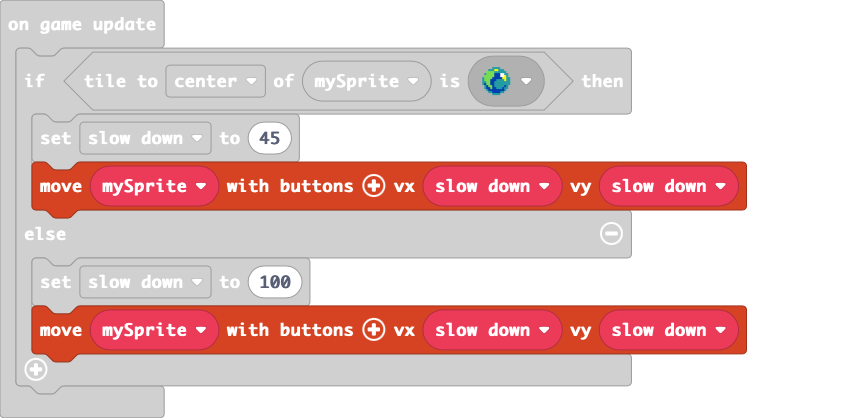 on game update
if tile to center of mySprite is then
set slow down to 45
move mySprite with buttons vx slow down vy slow down
else
set slow down to 100
move mySprite with buttons vx slow down vy slow down